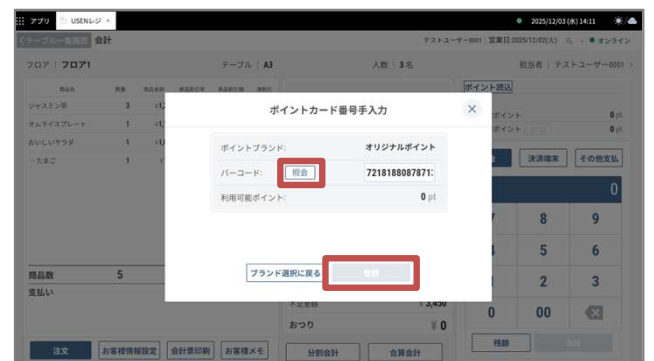 アプリ USENレジ ×
2025/12/03 (水) 14:11
テーブル一覧画面 会計
テストユーザー0001 営業日:2025/12/02(火) オンライン
フロア | フロア1 テーブル | A3 人数 | 3 名 担当者 | テストユーザー0001 >
商品名 数量
ジャスミン茶 3
オムライスプレート 1
おいしいサラダ 1
- たまご 1
商品数 5
支払い
注文 お客様情報設定 会計票印刷 お客様メモ
ポイントカード番号手入力
×
ポイントブランド: オリジナルポイント
バーコード: 照会 7218188087871
利用可能ポイント: 0 pt
ブランド選択に戻る 登録
不足金額 ¥ 3,450
おつり ¥ 0
分割会計 合算会計
ポイント読込
ポイント 0 pt
ポイント 0 pt
決済端末 その他支払
0
7 8 9
5 6
2 3
0 00
残額